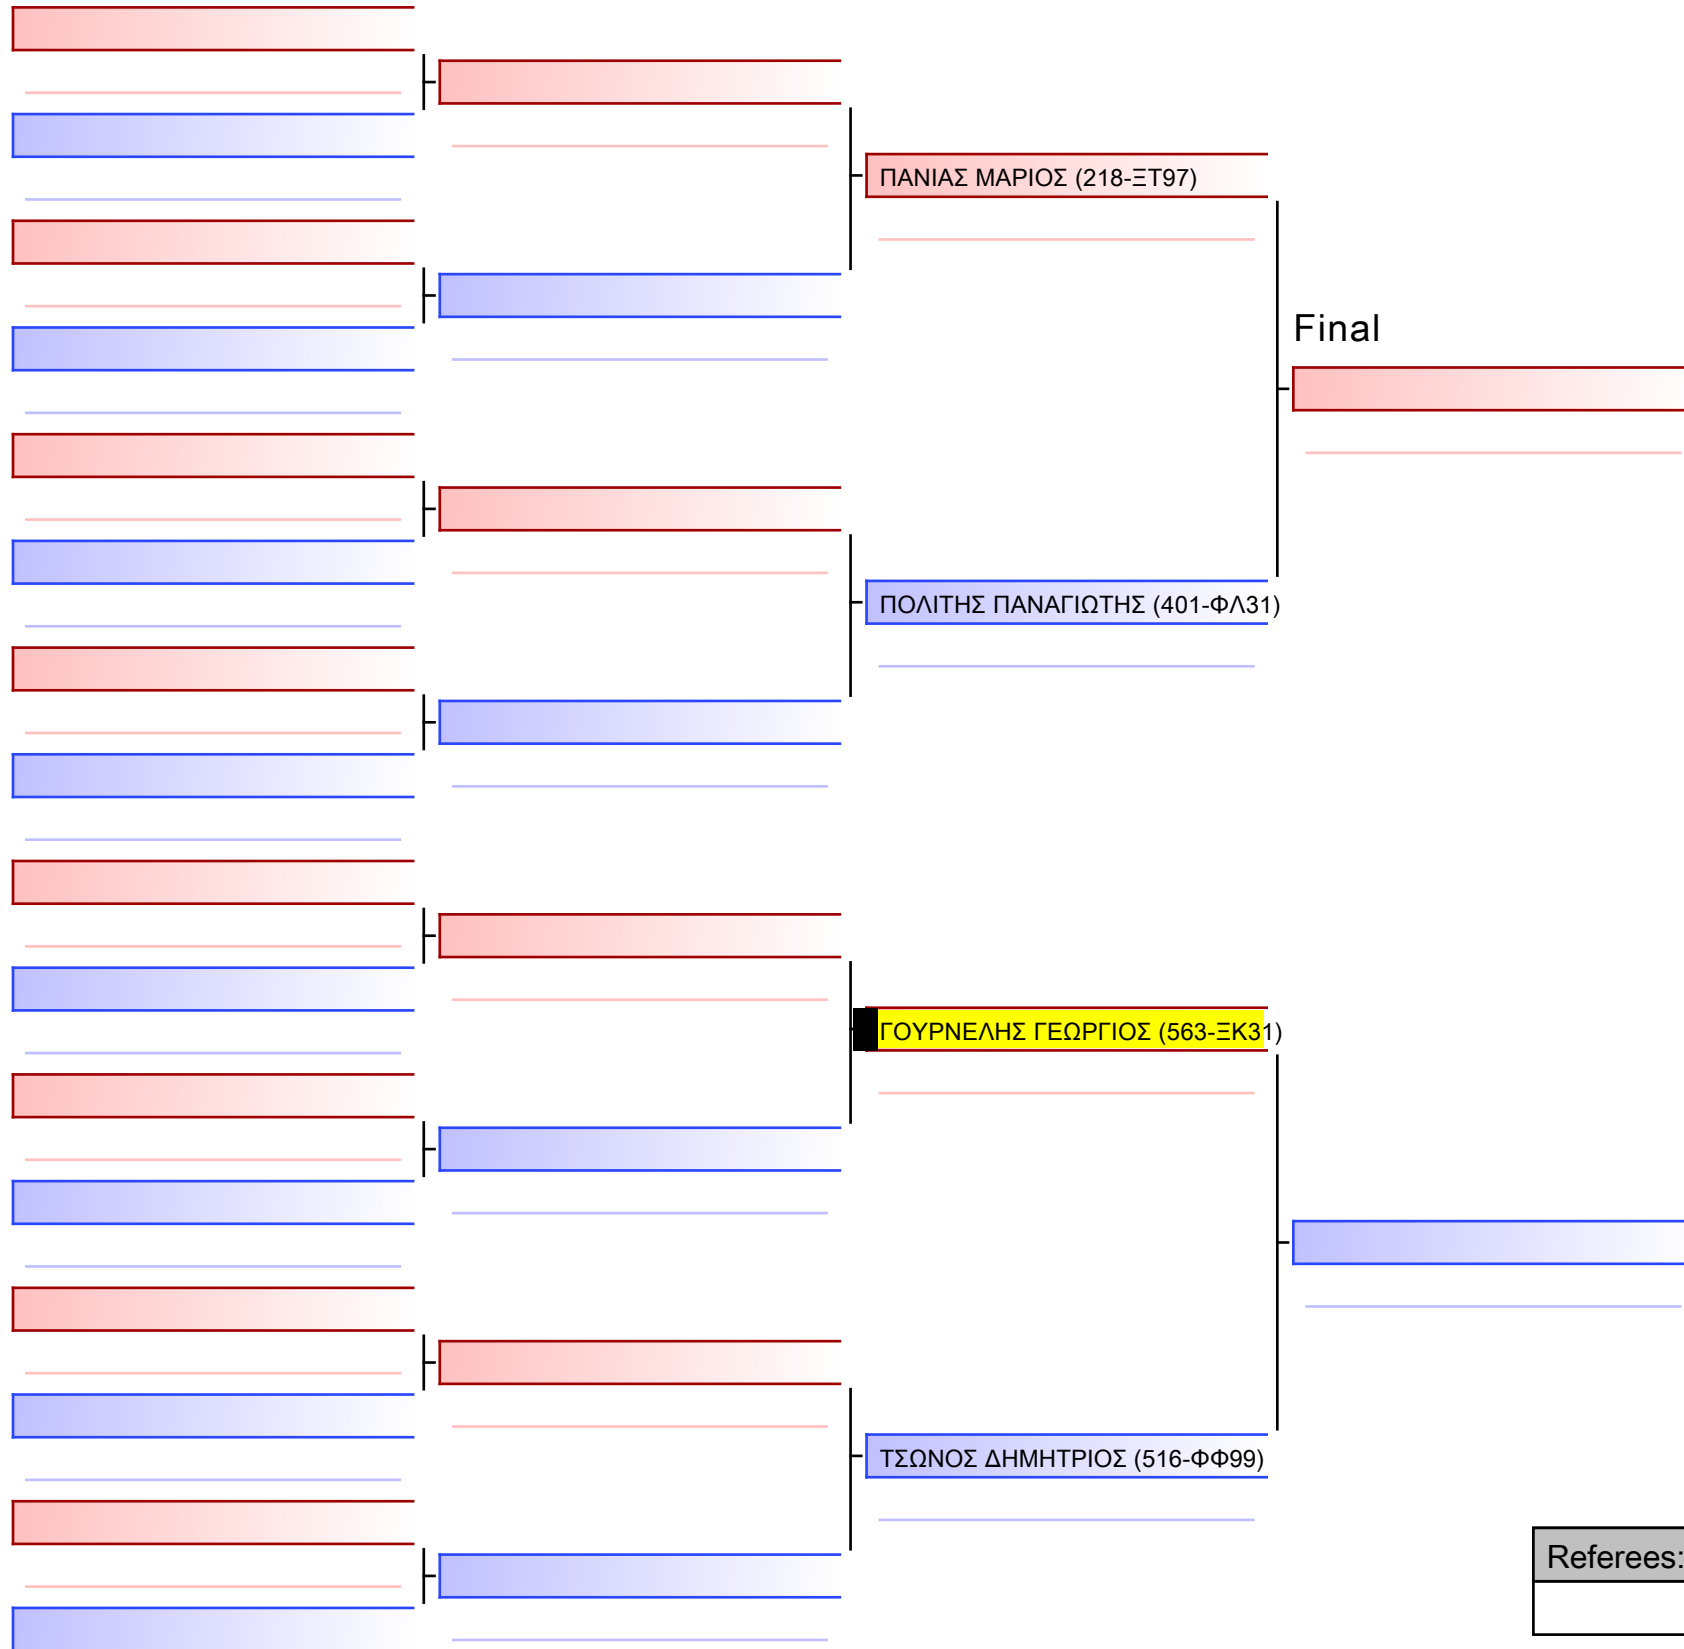 ΠΑΝΙΑΣ ΜΑΡΙΟΣ (218-ΞΤ97)
Final
ΠΟΛΙΤΗΣ ΠΑΝΑΓΙΩΤΗΣ (401-ΦΛ31)
ΓΟΥΡΝΕΛΗΣ ΓΕΩΡΓΙΟΣ (563-ΞΚ31)
ΤΣΩΝΟΣ ΔΗΜΗΤΡΙΟΣ (516-ΦΦ99)
Referees: